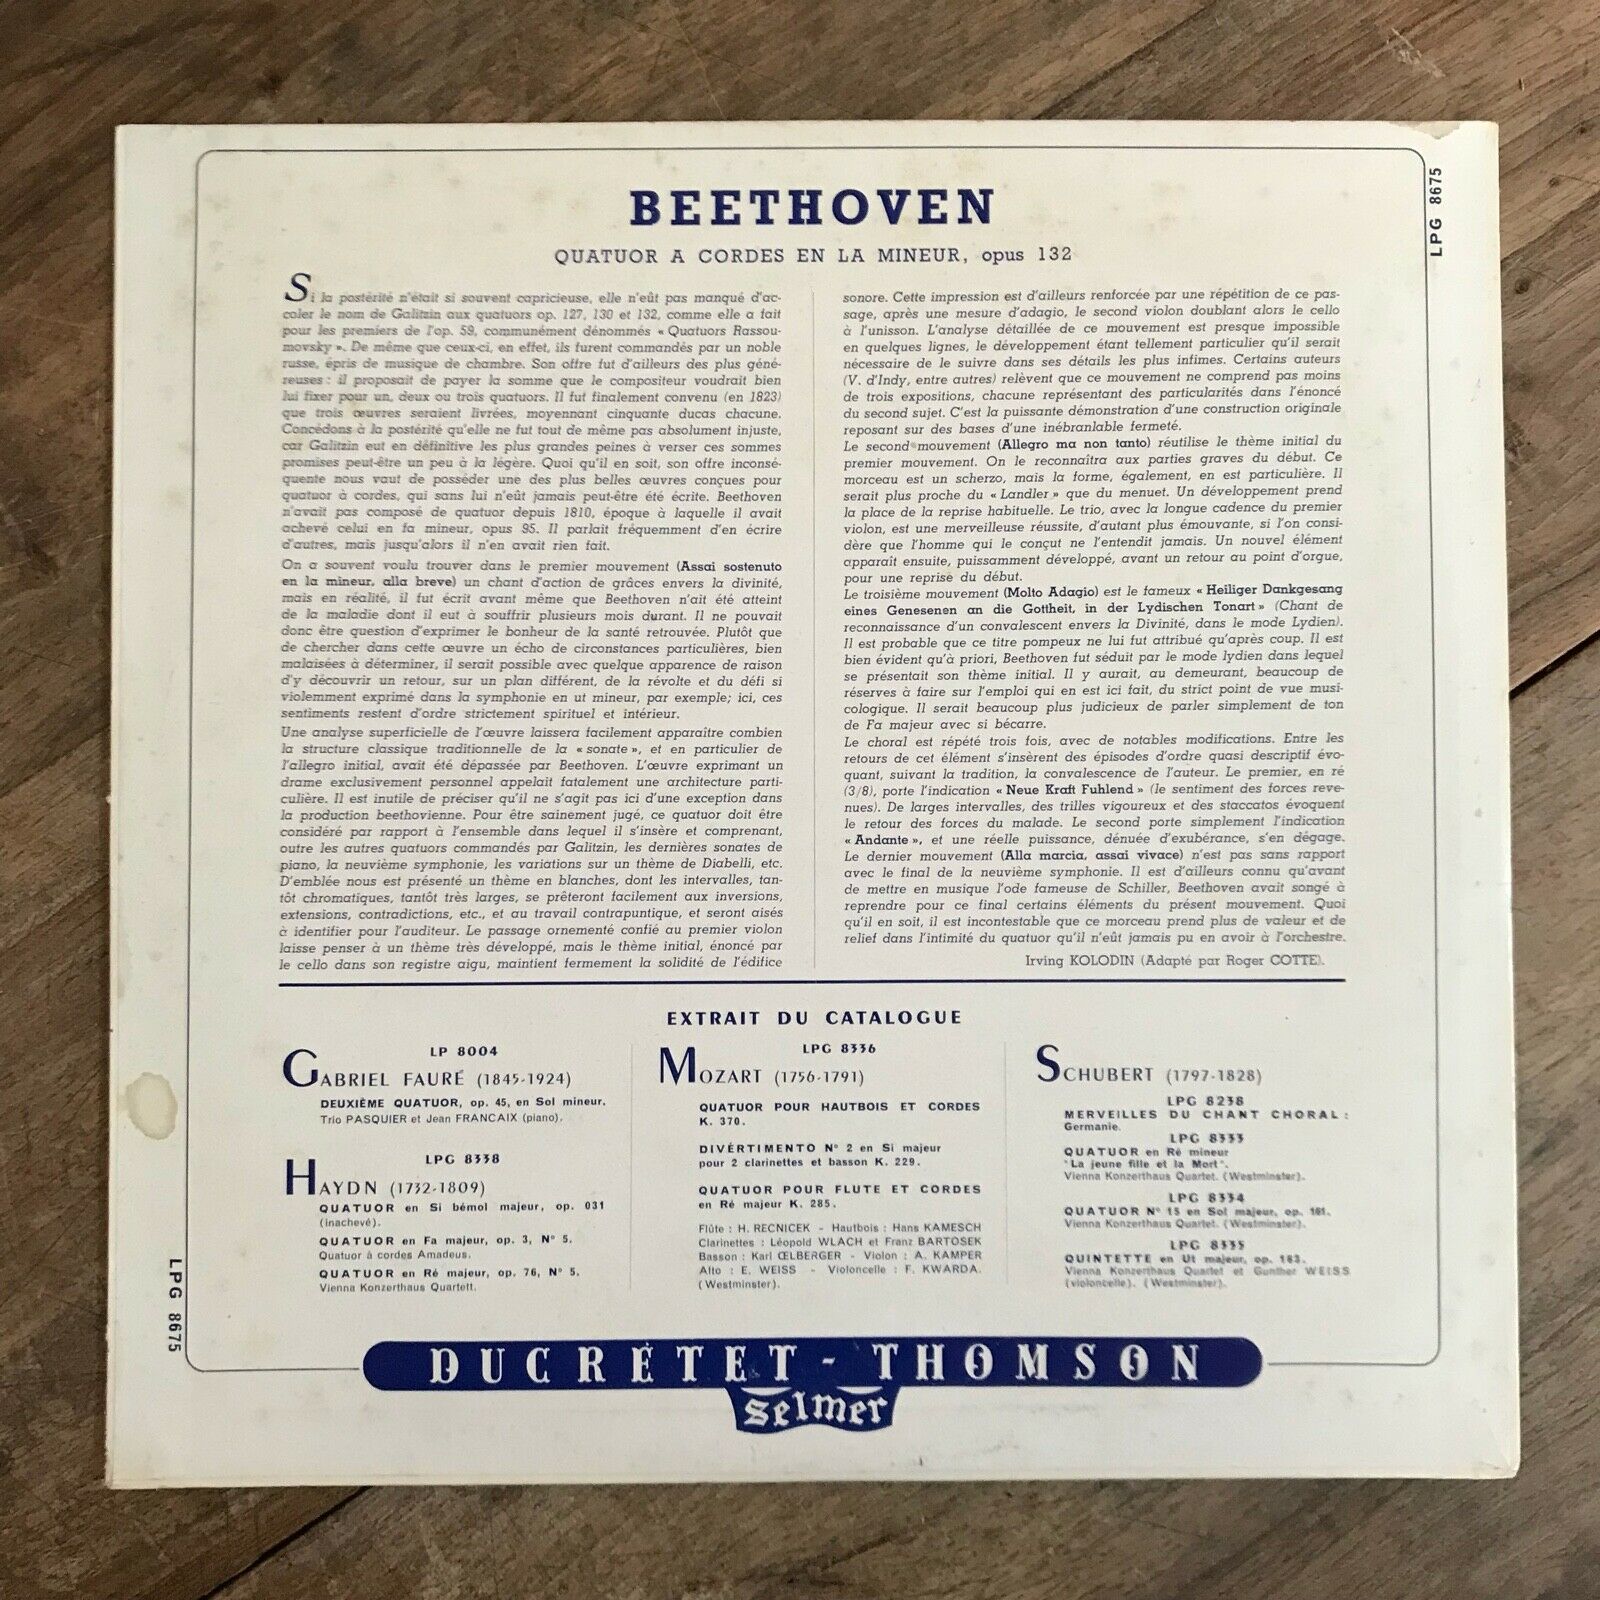 BEETHOVEN
QUATUOR A CORDES EN LA MINEUR, opus 132
Si la postérité n'était si souvent capricieuse, elle n'eût pas manqué d'ac-
coler le nom de Galitzin aux quatuors op. 127, 130 et 132, comme elle a fait
pour les premiers de l'op. 59, communément dénommés « Quatuors Rassou-
movsky ». De même que ceux-ci, en effet, ils furent commandés par un noble
russe, épris de musique de chambre. Son offre fut d'ailleurs des plus géné-
reuses : il proposait de payer la somme que le compositeur voudrait bien
lui fixer pour un, deux ou trois quatuors. Il fut finalement convenu (en 1823)
que trois œuvres seraient livrées, moyennant cinquante ducas chacune.
Concédons à la postérité qu'elle ne fut tout de même pas absolument injuste,
car Galitzin eut en définitive les plus grandes peines à verser ces sommes
promises peut-être un peu à la légère. Quoi qu'il en soit, son offre inconsé-
quente nous vaut de posséder une des plus belles œuvres conçues pour
quatuor à cordes, qui sans lui n'eût jamais peut-être été écrite. Beethoven
n'avait pas composé de quatuor depuis 1810, époque à laquelle il avait
achevé celui en fa mineur, opus 95. Il parlait fréquemment d'en écrire
d'autres, mais jusqu'alors il n'en avait rien fait.
On a souvent voulu trouver dans le premier mouvement (Assai sostenuto
en la mineur, alla breve) un chant d'action de grâces envers la divinité,
mais en réalité, il fut écrit avant même que Beethoven n'ait été atteint
de la maladie dont il eut à souffrir plusieurs mois durant. Il ne pouvait
donc être question d'exprimer le bonheur de la santé retrouvée. Plutôt que
de chercher dans cette œuvre un écho de circonstances particulières, bien
malaisées à déterminer, il serait possible avec quelque apparence de raison
d'y découvrir un retour, sur un plan différent, de la révolte et du défi si
violemment exprimé dans la symphonie en ut mineur, par exemple; ici, ces
sentiments restent d'ordre strictement spirituel et intérieur.
Une analyse superficielle de l'œuvre laissera facilement apparaître combien
la structure classique traditionnelle de la « sonate », et en particulier de
l'allegro initial, avait été dépassée par Beethoven. L'œuvre exprimant un
drame exclusivement personnel appelait fatalement une architecture parti-
culière. Il est inutile de préciser qu'il ne s'agit pas ici d'une exception dans
la production beethovienne. Pour être sainement jugé, ce quatuor doit être
considéré par rapport à l'ensemble dans lequel il s'insère et comprenant,
outre les autres quatuors commandés par Galitzin, les dernières sonates de
piano, la neuvième symphonie, les variations sur un thème de Diabelli, etc.
D'emblée nous est présenté un thème en blanches, dont les intervalles, tan-
tôt chromatiques, tantôt très larges, se prêteront facilement aux inversions,
extensions, contradictions, etc., et au travail contrapuntique, et seront aisés
à identifier pour l'auditeur. Le passage ornementé confié au premier violon
laisse penser à un thème très développé, mais le thème initial, énoncé par
le cello dans son registre aigu, maintient fermement la solidité de l'édifice
sonore. Cette impression est d'ailleurs renforcée par une répétition de ce pas-
sage, après une mesure d'adagio, le second violon doublant alors le cello
à l'unisson. L'analyse détaillée de ce mouvement est presque impossible
en quelques lignes, le développement étant tellement particulier qu'il serait
nécessaire de le suivre dans ses détails les plus infimes. Certains auteurs
(V. d'Indy, entre autres) relèvent que ce mouvement ne comprend pas moins
de trois expositions, chacune représentant des particularités dans l'énoncé
du second sujet. C'est la puissante démonstration d'une construction originale
reposant sur des bases d'une inébranlable fermeté.
Le second mouvement (Allegro ma non tanto) réutilise le thème initial du
premier mouvement. On le reconnaîtra aux parties graves du début. Ce
morceau est un scherzo, mais la forme, également, en est particulière. Il
serait plus proche du « Landler » que du menuet. Un développement prend
la place de la reprise habituelle. Le trio, avec la longue cadence du premier
violon, est une merveilleuse réussite, d'autant plus émouvante, si l'on consi-
dère que l'homme qui le conçut ne l'entendit jamais. Un nouvel élément
apparait ensuite, puissamment développé, avant un retour au point d'orgue,
pour une reprise du début.
Le troisième mouvement (Molto Adagio) est le fameux « Heiliger Dankgesang
eines Genesenen an die Gottheit, in der Lydischen Tonart » (Chant de
reconnaissance d'un convalescent envers la Divinité, dans le mode Lydien).
Il est probable que ce titre pompeux ne lui fut attribué qu'après coup. Il est
bien évident qu'à priori, Beethoven fut séduit par le mode lydien dans lequel
se présentait son thème initial. Il y aurait, au demeurant, beaucoup de
réserves à faire sur l'emploi qui en est ici fait, du strict point de vue musi-
cologique. Il serait beaucoup plus judicieux de parler simplement de ton
de Fa majeur avec si bécarre.
Le choral est répété trois fois, avec de notables modifications. Entre les
retours de cet élément s'insèrent des épisodes d'ordre quasi descriptif évo-
quant, suivant la tradition, la convalescence de l'auteur. Le premier, en ré
(3/8), porte l'indication « Neue Kraft Fuhlend » (le sentiment des forces reve-
nues). De larges intervalles, des trilles vigoureux et des staccatos évoquent
le retour des forces du malade. Le second porte simplement l'indication
« Andante », et une réelle puissance, dénuée d'exubérance, s'en dégage.
Le dernier mouvement (Alla marcia, assai vivace) n'est pas sans rapport
avec le final de la neuvième symphonie. Il est d'ailleurs connu qu'avant
de mettre en musique l'ode fameuse de Schiller, Beethoven avait songé à
reprendre pour ce final certains éléments du présent mouvement. Quoi
qu'il en soit, il est incontestable que ce morceau prend plus de valeur et de
relief dans l'intimité du quatuor qu'il n'eût jamais pu en avoir à l'orchestre.
Irving KOLODIN (Adapté par Roger COTTE).
LPG 8675
EXTRAIT DU CATALOGUE
LP 8004
GABRIEL FAURÉ (1845-1924)
DEUXIÈME QUATUOR, op. 45, en Sol mineur.
Trio PASQUIER et Jean FRANCAIX (piano).
LPG 8338
HAYDN (1732-1809)
QUATUOR en Si bémol majeur, op. 031
(inachevé).
QUATUOR en Fa majeur, op. 3, N° 5.
Quatuor à cordes Amadeus.
QUATUOR en Ré majeur, op. 76, N° 5.
Vienna Konzerthaus Quartett.
LPG 8336
MOZART (1756-1791)
QUATUOR POUR HAUTBOIS ET CORDES
K. 370.
DIVÉRTIMENTO N° 2 en Si majeur
pour 2 clarinettes et basson K. 229.
QUATUOR POUR FLUTE ET CORDES
en Ré majeur K. 285.
Flûte : H. RECNICEK - Hautbois : Hans KAMESCH
Clarinettes : Léopold WLACH et Franz BARTOSEK
Basson : Karl ŒLBERGER - Violon : A. KAMPER
Alto : E. WEISS - Violoncelle : F. KWARDA.
(Westminster).
SCHUBERT (1797-1828)
LPG 8238
MERVEILLES DU CHANT CHORAL :
Germanie.
LPG 8333
QUATUOR en Ré mineur
"La jeune fille et la Mort".
Vienna Konzerthaus Quartet. (Westminster).
LPG 8334
QUATUOR N° 15 en Sol majeur, op. 161.
Vienna Konzerthaus Quartet. (Westminster).
LPG 8335
QUINTETTE en Ut majeur, op. 163.
Vienna Konzerthaus Quartet et Gunther WEISS
(violoncelle). (Westminster).
LPG 8675
DUCRETET - THOMSON
Selmer